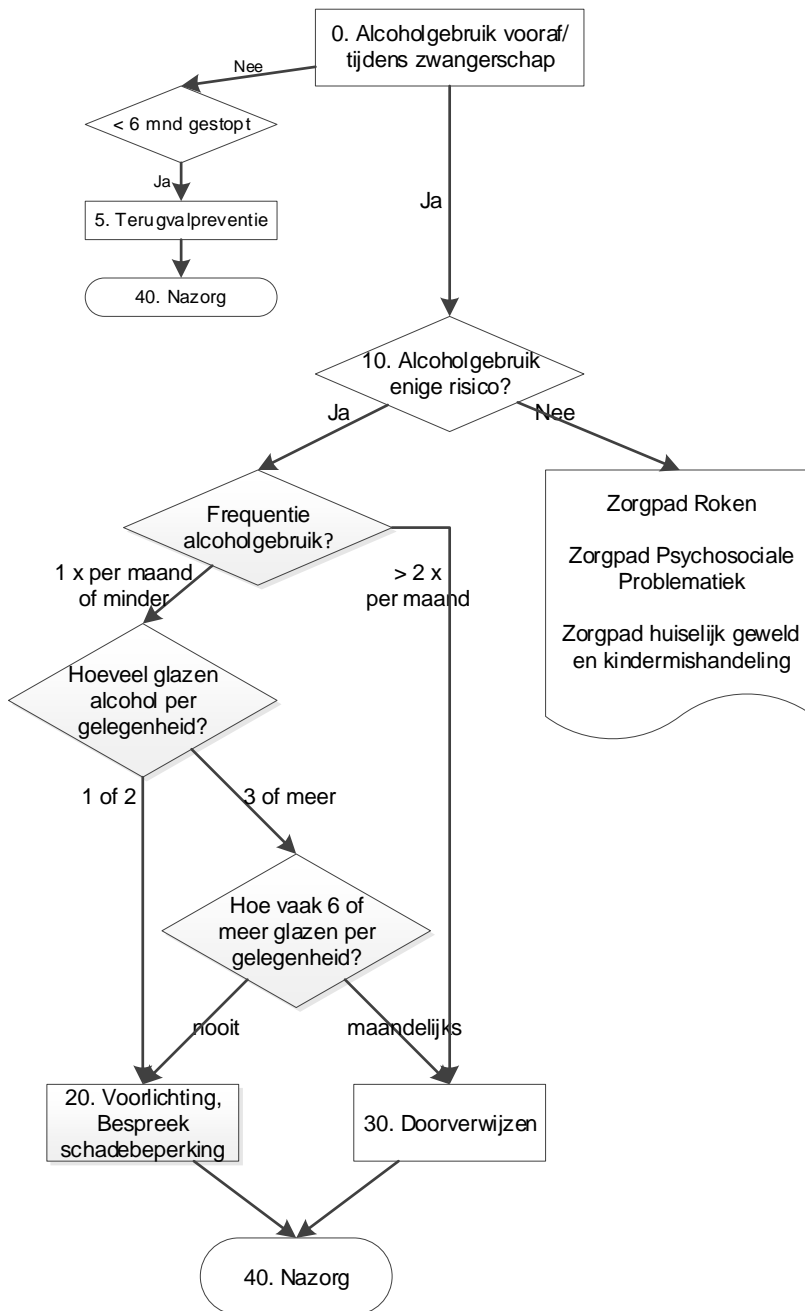 0. Alcoholgebruik vooraf/
tijdens zwangerschap
Nee
< 6 mnd gestopt
Ja
5. Terugvalpreventie
40. Nazorg
Ja
10. Alcoholgebruik
enige risico?
Ja
Nee
Frequentie
alcoholgebruik?
Zorgpad Roken
Zorgpad Psychosociale
Problematiek
Zorgpad huiselijk geweld
en kindermishandeling
1 x per maand
of minder
> 2 x
per maand
Hoeveel glazen
alcohol per
gelegenheid?
1 of 2
3 of meer
Hoe vaak 6 of
meer glazen per
gelegenheid?
nooit
maandelijks
20. Voorlichting,
Bespreek
schadebeperking
30. Doorverwijzen
40. Nazorg